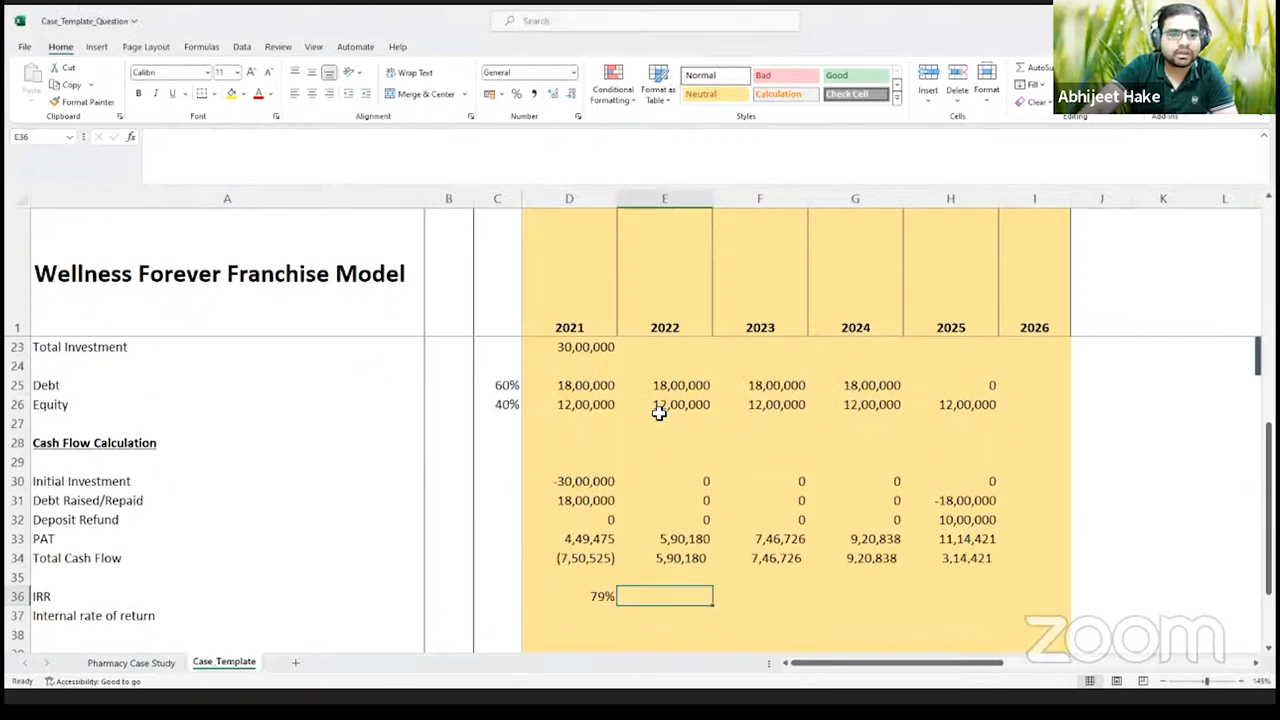 Case_Template_Question
Search
File Home Insert Page Layout Formulas Data Review View Automate Help
Cut
Copy
Format Painter
Paste
Clipboard
Calibri 11
B I U
Font
Wrap Text
Merge & Center
Alignment
General
Number
Conditional Formatting
Format as Table
Normal Bad Good
Neutral Calculation Check Cell
Styles
Insert Delete Format
Cells
AutoSu
Fill
Clear
Editing
Add-ins
Abhijeet Hake
E36 fx
A B C D E F G H I J K L
Wellness Forever Franchise Model
1 2021 2022 2023 2024 2025 2026
23 Total Investment 30,00,000
24
25 Debt 60% 18,00,000 18,00,000 18,00,000 18,00,000 0
26 Equity 40% 12,00,000 12,00,000 12,00,000 12,00,000 12,00,000
27
28 Cash Flow Calculation
29
30 Initial Investment -30,00,000 0 0 0 0
31 Debt Raised/Repaid 18,00,000 0 0 0 -18,00,000
32 Deposit Refund 0 0 0 0 10,00,000
33 PAT 4,49,475 5,90,180 7,46,726 9,20,838 11,14,421
34 Total Cash Flow (7,50,525) 5,90,180 7,46,726 9,20,838 3,14,421
35
36 IRR 79%
37 Internal rate of return
38
zoom
Pharmacy Case Study Case_Template
Ready Accessibility: Good to go 145%